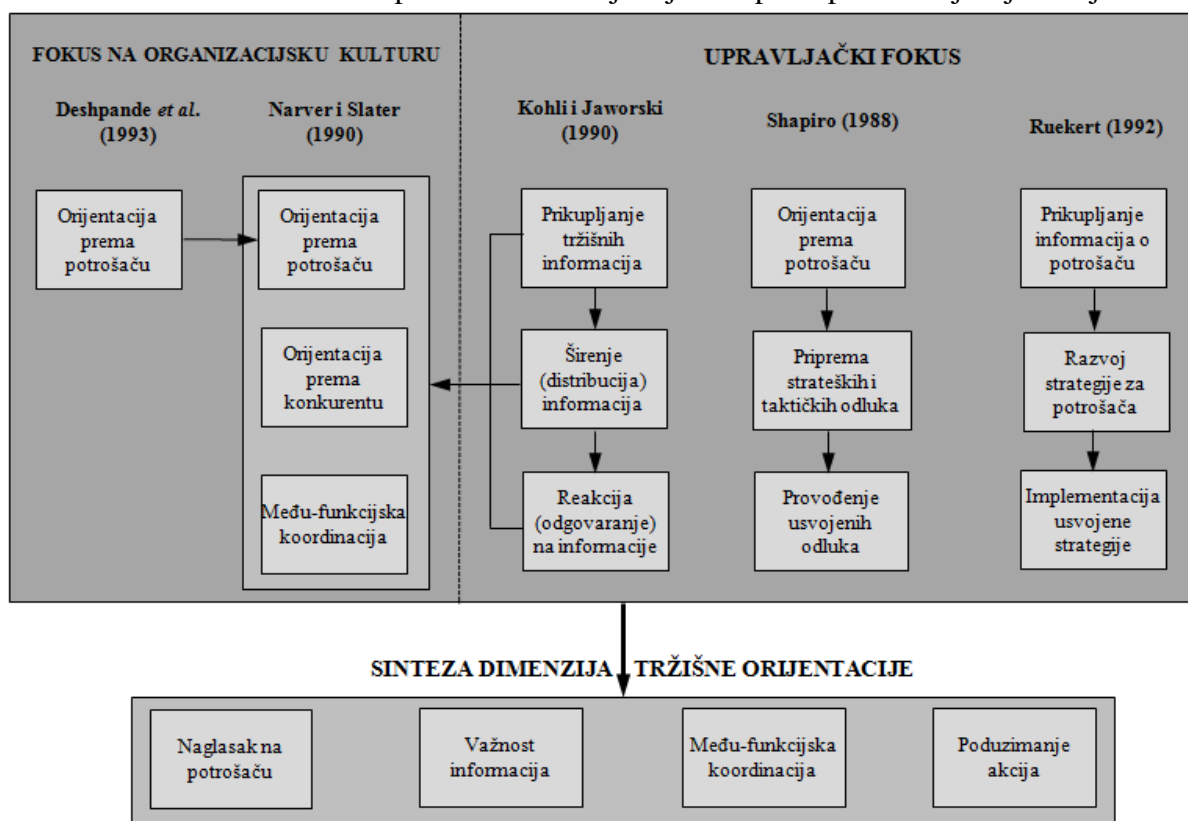 FOKUS NA ORGANIZACIJSKU KULTURU
UPRAVLJAČKI FOKUS
Deshpande et al.
(1993)
Narver i Slater
(1990)
Kohli i Jaworski
(1990)
Shapiro (1988)
Ruekert (1992)
Orijentacija
prema
potrošaču
Orijentacija
prema
potrošaču
Prikupljanje
tržišnih
informacija
Orijentacija
prema
potrošaču
Prikupljanje
informacija o
potrošaču
Orijentacija
prema
konkurentu
Širenje
(distribucija)
informacija
Priprema
strateških i
taktičkih odluka
Razvoj
strategije za
potrošača
Među-funkcijska
koordinacija
Reakcija
(odgovaranje)
na informacije
Provođenje
usvojenih
odluka
Implementacija
usvojene
strategije
SINTEZA DIMENZIJA TRŽIŠNE ORIJENTACIJE
Naglasak na
potrošaču
Važnost
informacija
Među-funkcijska
koordinacija
Poduzimanje
akcija